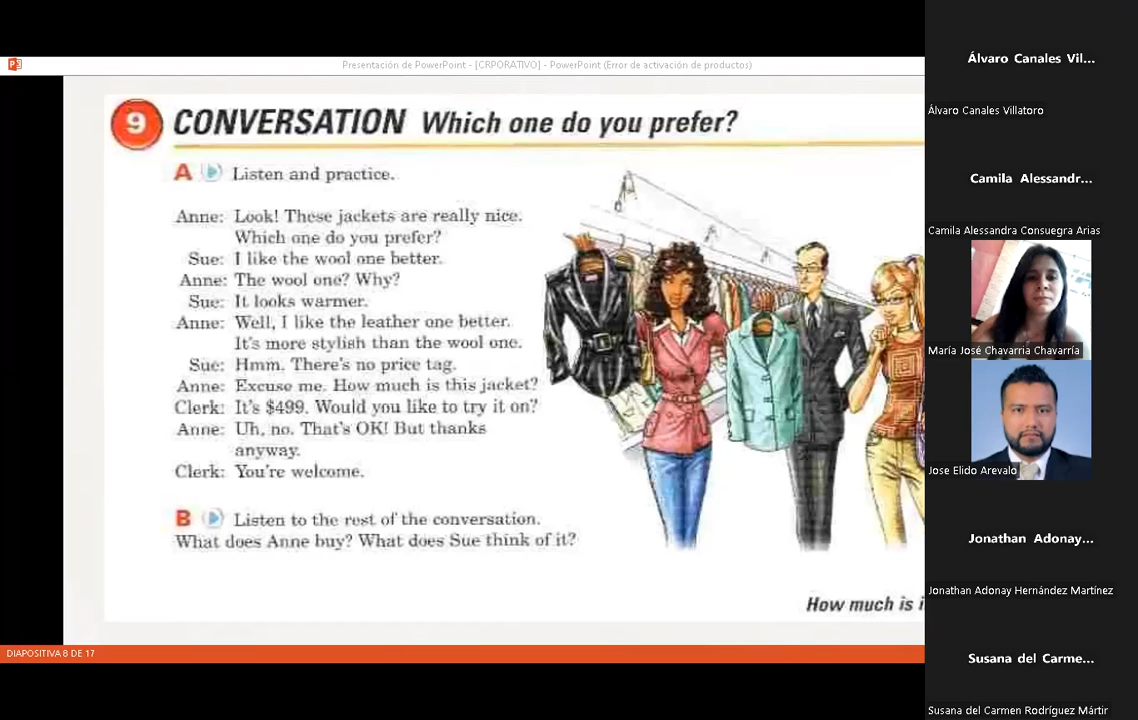 Presentación de PowerPoint - [CRPORATIVO] - PowerPoint (Error de activación de productos)
9 CONVERSATION Which one do you prefer?
A Listen and practice.
Anne: Look! These jackets are really nice.
Which one do you prefer?
Sue: I like the wool one better.
Anne: The wool one? Why?
Sue: It looks warmer.
Anne: Well, I like the leather one better.
It's more stylish than the wool one.
Sue: Hmm. There's no price tag.
Anne: Excuse me. How much is this jacket?
Clerk: It's $499. Would you like to try it on?
Anne: Uh, no. That's OK! But thanks
anyway.
Clerk: You're welcome.
B Listen to the rest of the conversation.
What does Anne buy? What does Sue think of it?
How much is i
DIAPOSITIVA 8 DE 17
Álvaro Canales Vil...
Álvaro Canales Villatoro
Camila Alessandr...
Camila Alessandra Consuegra Arias
María José Chavarria Chavarría
Jose Elido Arevalo
Jonathan Adonay...
Jonathan Adonay Hernández Martínez
Susana del Carme...
Susana del Carmen Rodríguez Mártir